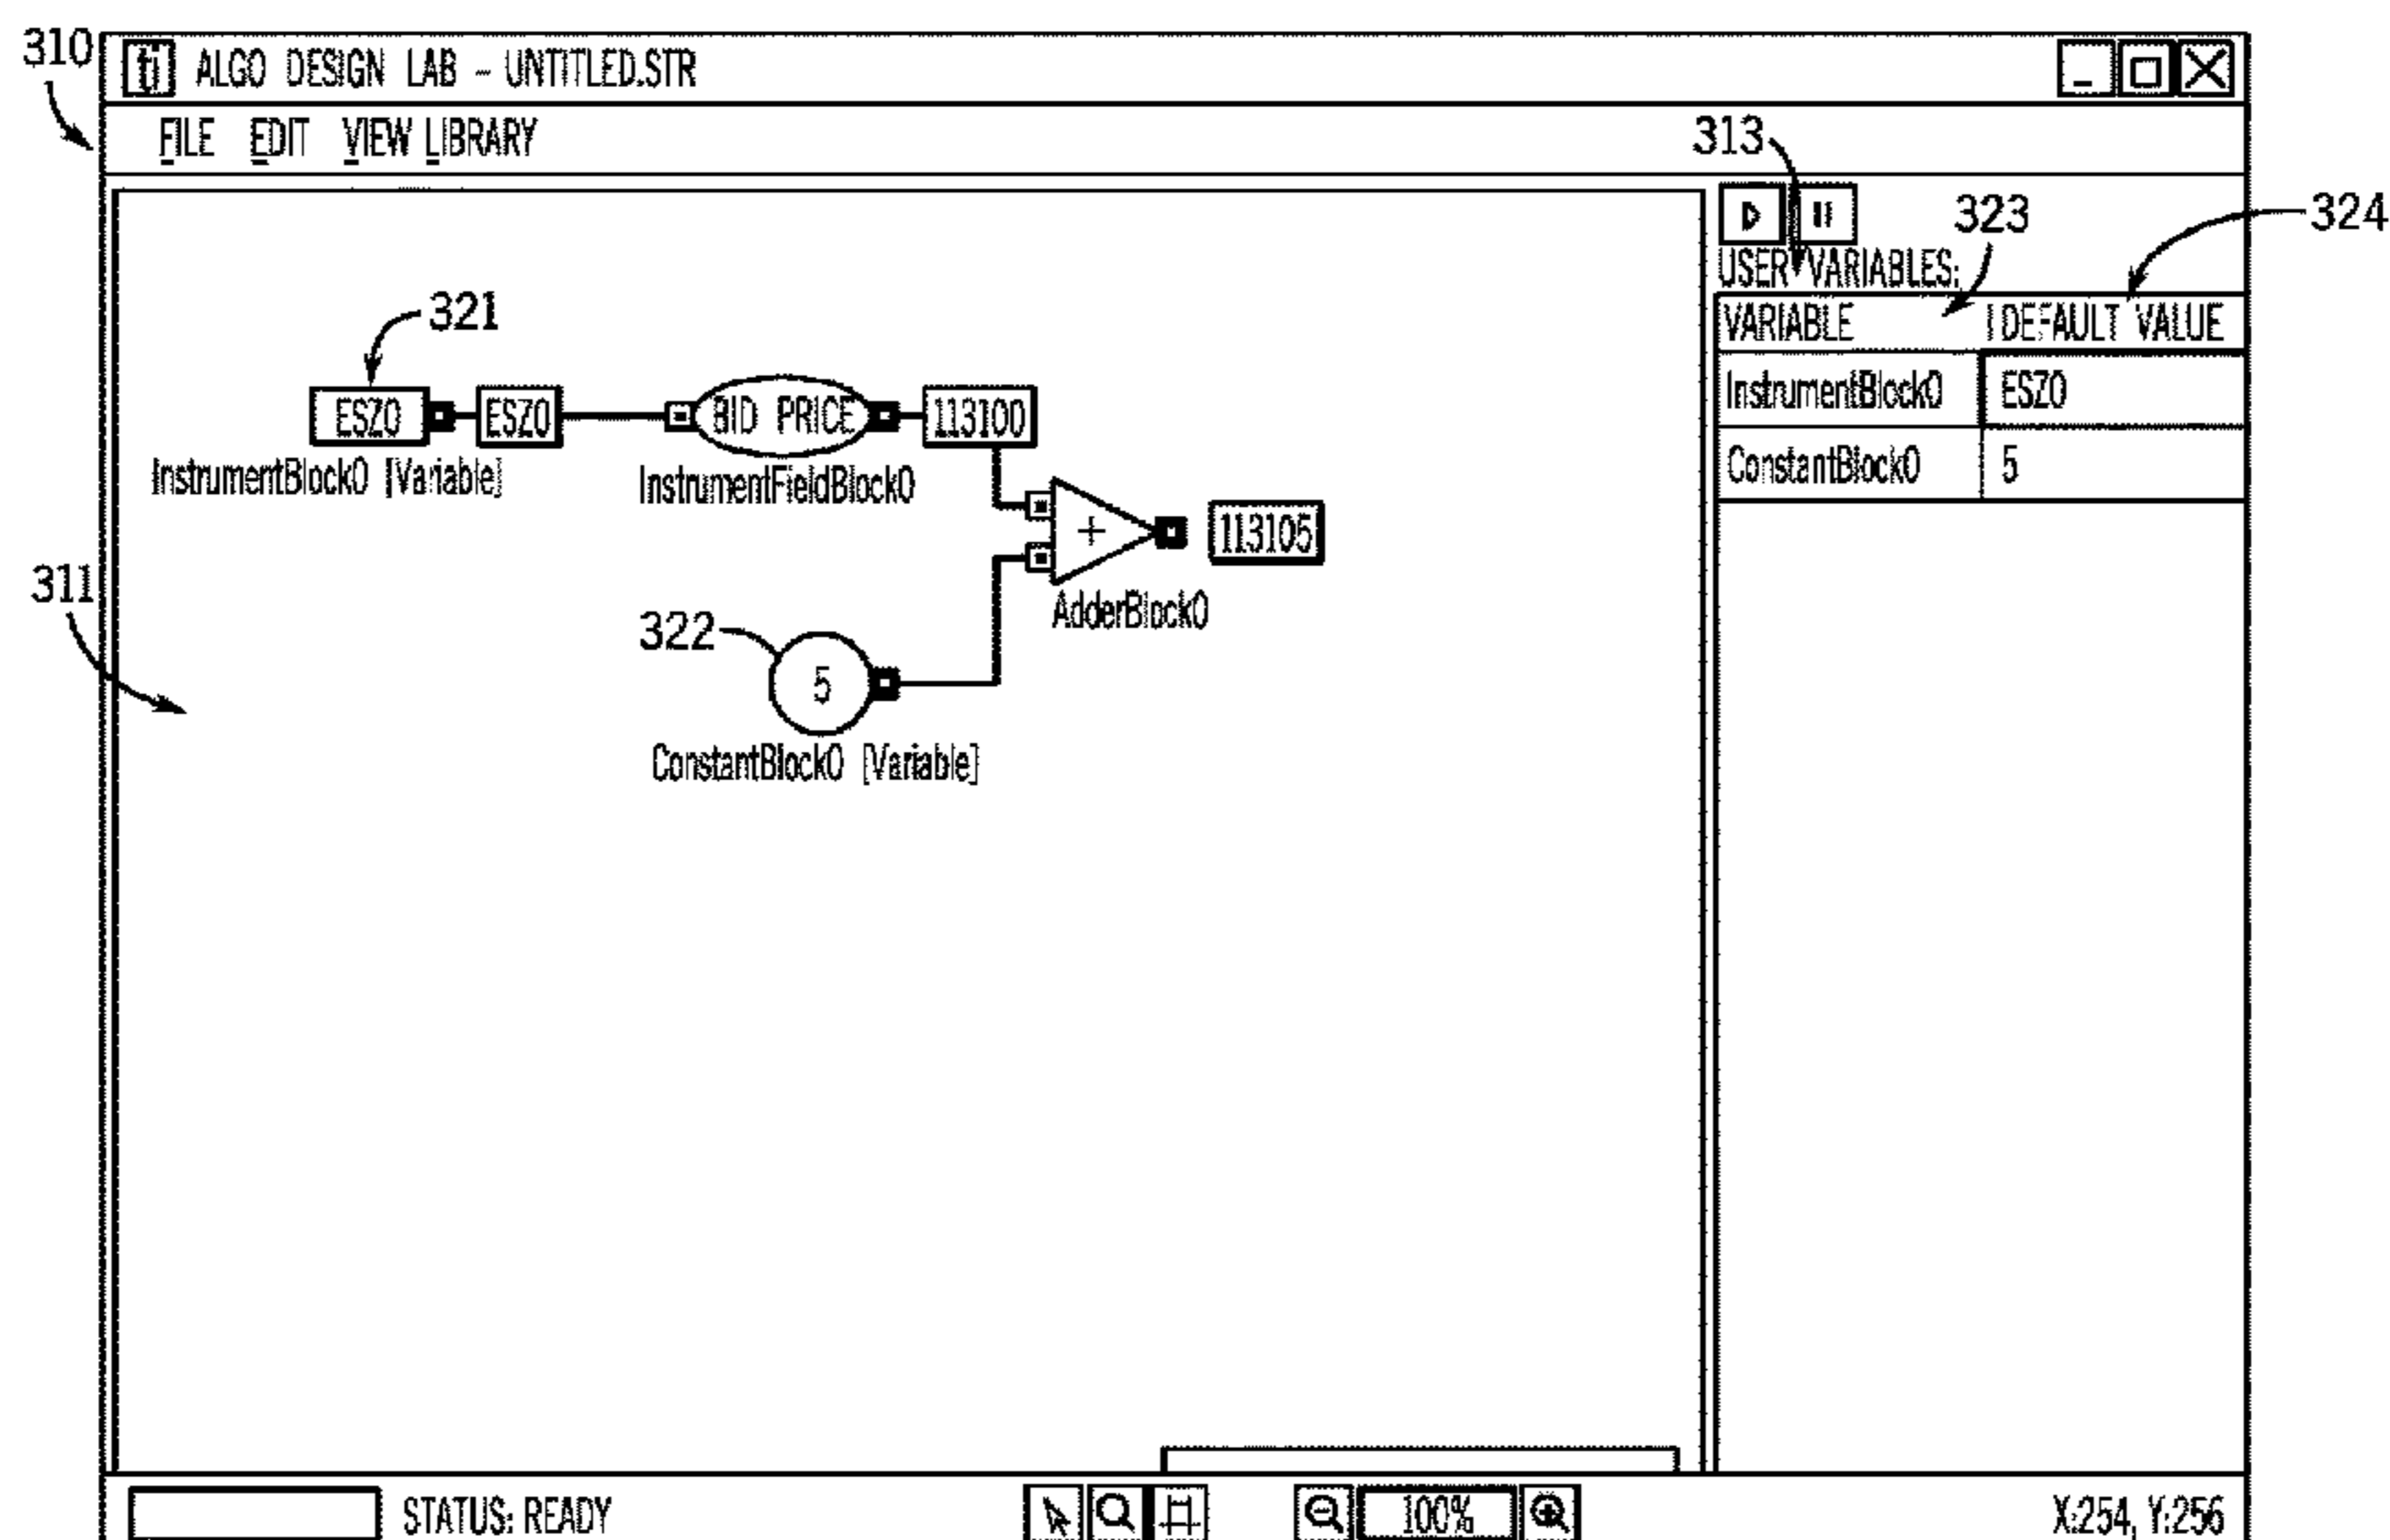 310
ALGO DESIGN LAB - UNTITLED.STR
FILE EDIT VIEW LIBRARY
313
323
324
USER VARIABLES:
VARIABLE DEFAULT VALUE
InstrumentBlock0 ESZ0
ConstantBlock0 5
321
ESZ0 ESZ0 BID PRICE 113100
InstrumentBlock0 [Variable] InstrumentFieldBlock0
+ 113105
AdderBlock0
311
322
5
ConstantBlock0 [Variable]
STATUS: READY 100% X:254, Y:256